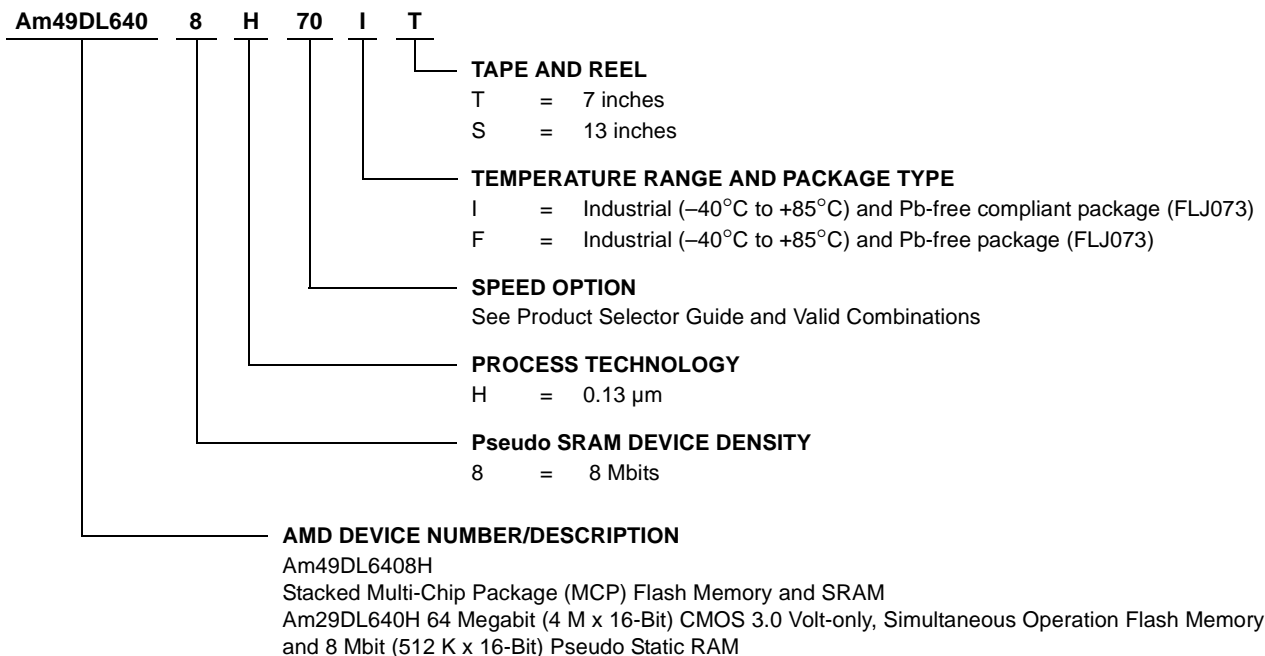 Am49DL640 8 H 70 I T
TAPE AND REEL
T = 7 inches
S = 13 inches
TEMPERATURE RANGE AND PACKAGE TYPE
I = Industrial (–40°C to +85°C) and Pb-free compliant package (FLJ073)
F = Industrial (–40°C to +85°C) and Pb-free package (FLJ073)
SPEED OPTION
See Product Selector Guide and Valid Combinations
PROCESS TECHNOLOGY
H = 0.13 µm
Pseudo SRAM DEVICE DENSITY
8 = 8 Mbits
AMD DEVICE NUMBER/DESCRIPTION
Am49DL6408H
Stacked Multi-Chip Package (MCP) Flash Memory and SRAM
Am29DL640H 64 Megabit (4 M x 16-Bit) CMOS 3.0 Volt-only, Simultaneous Operation Flash Memory
and 8 Mbit (512 K x 16-Bit) Pseudo Static RAM